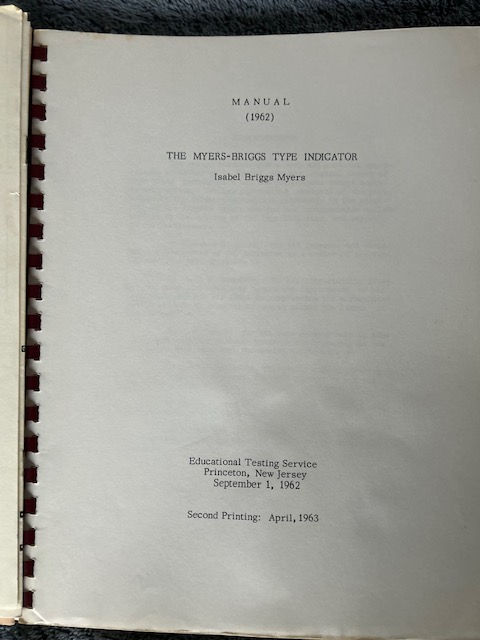 MANUAL
(1962)
THE MYERS-BRIGGS TYPE INDICATOR
Isabel Briggs Myers
Educational Testing Service
Princeton, New Jersey
September 1, 1962
Second Printing: April, 1963